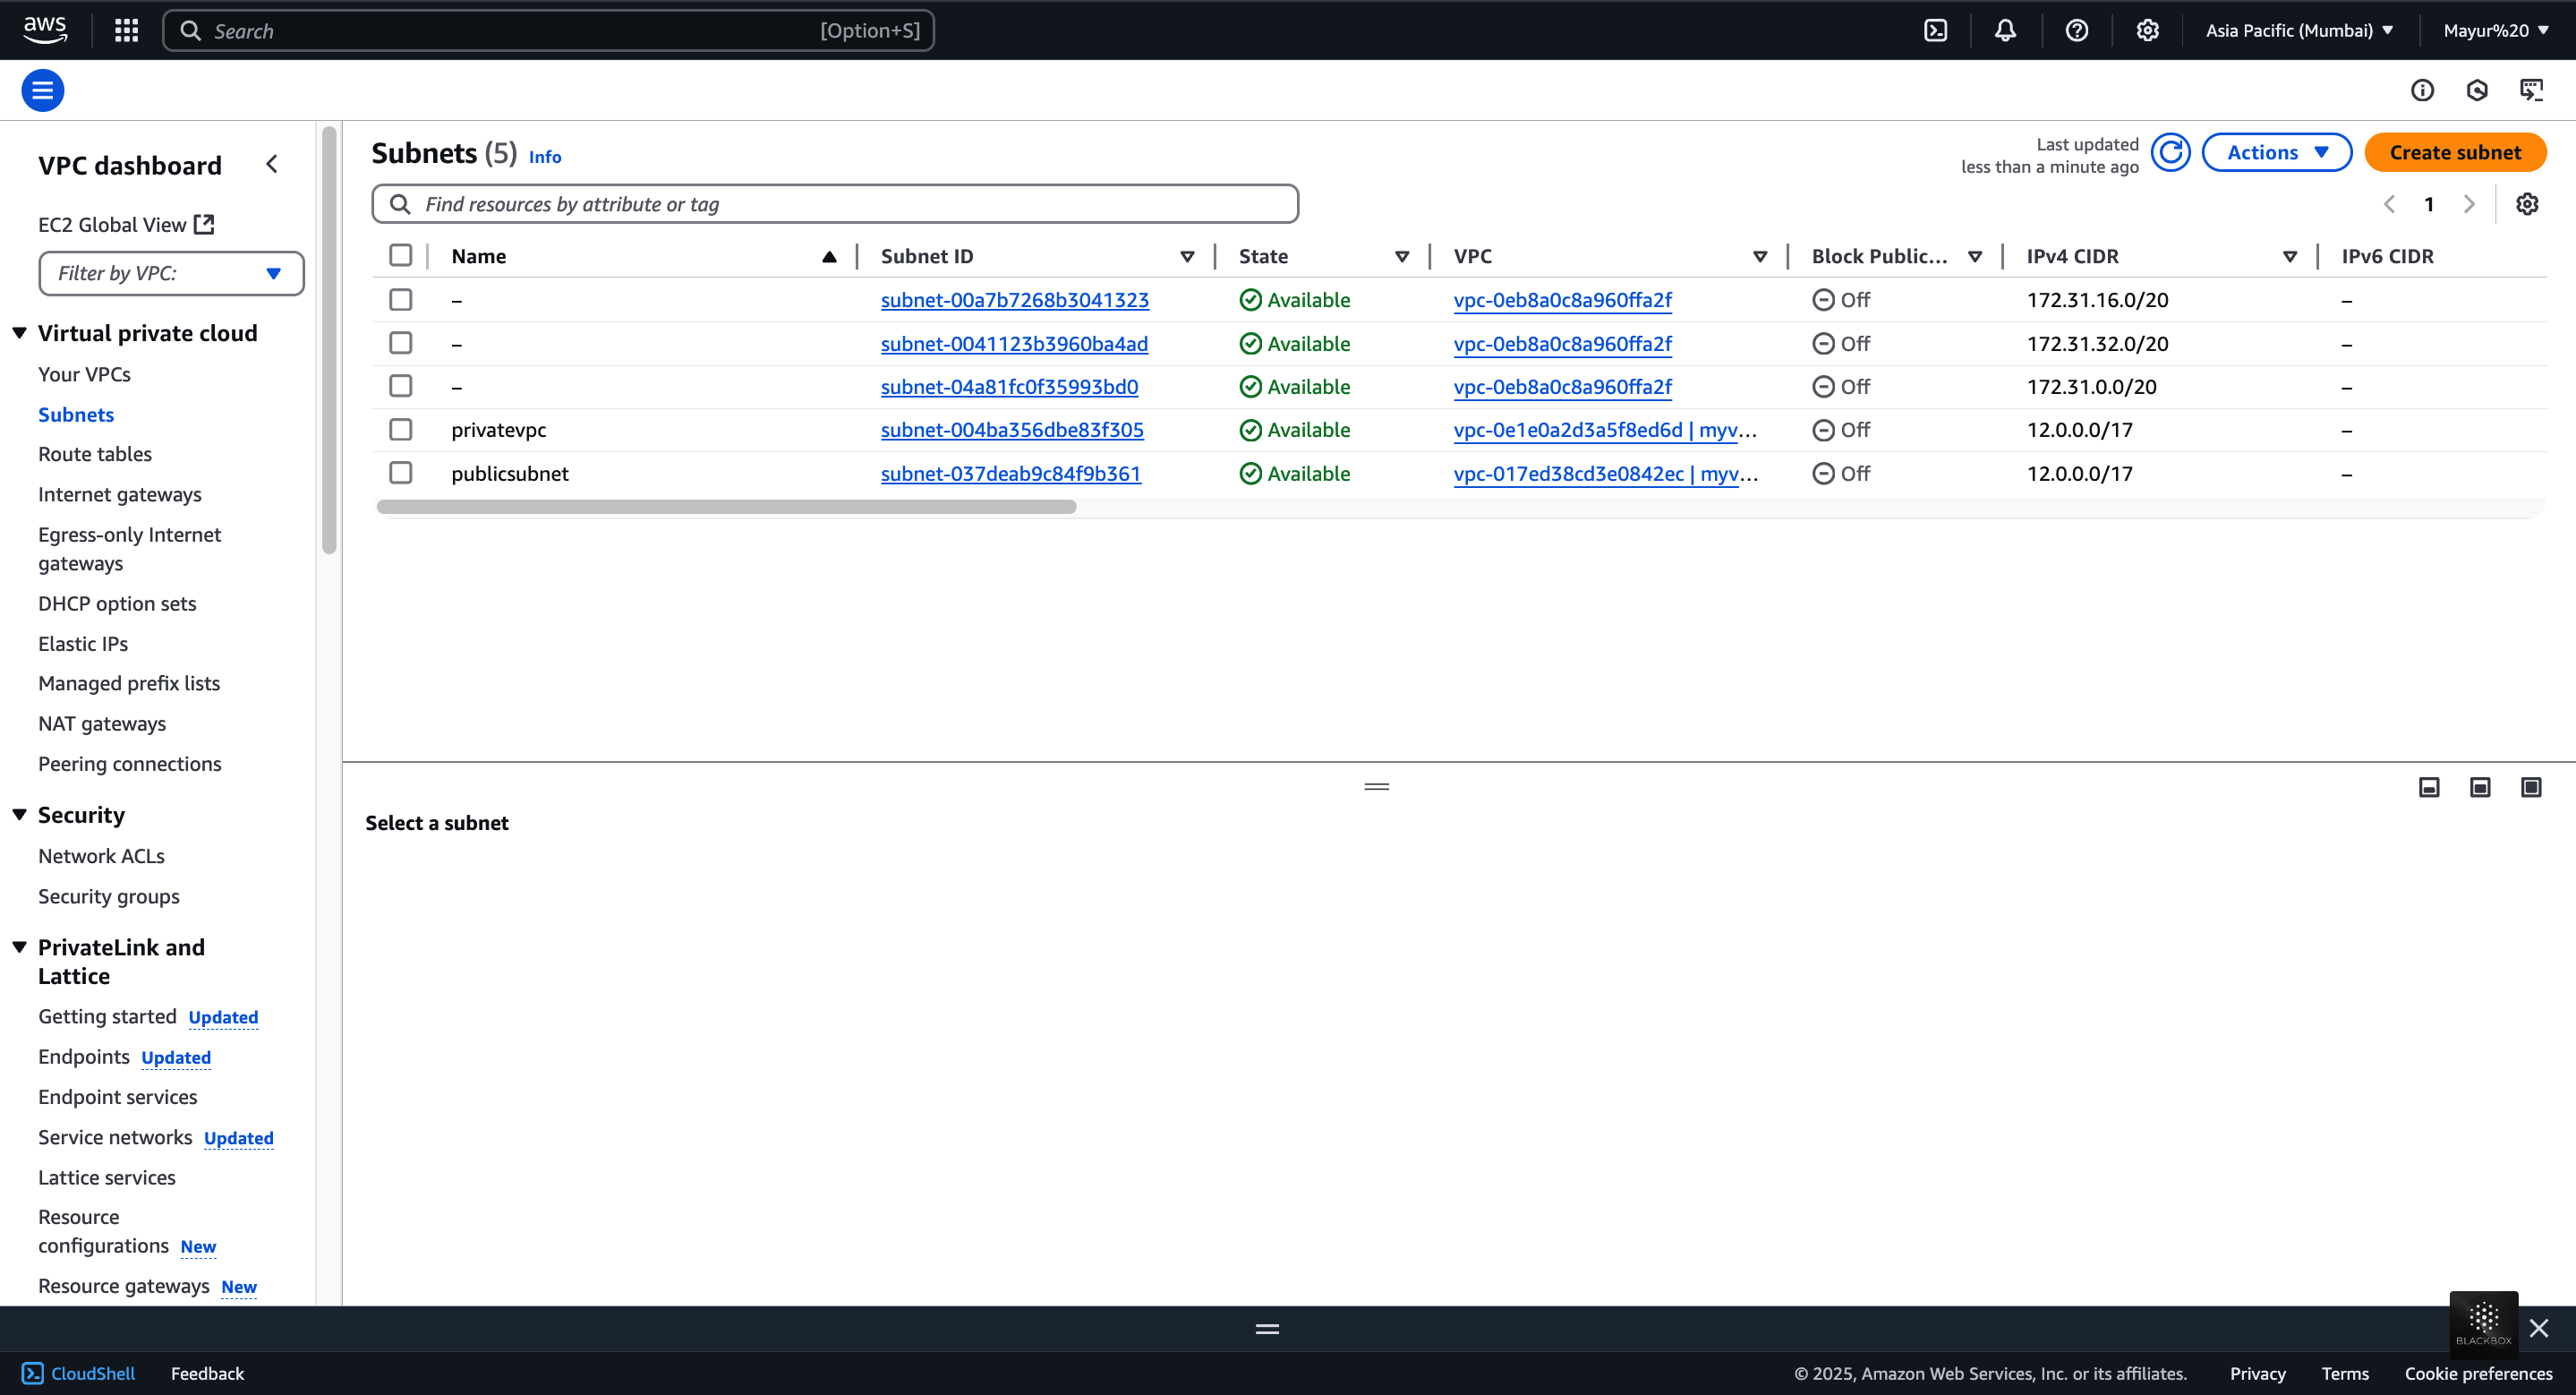 aws
Search [Option+S]
Asia Pacific (Mumbai)
Mayur%20
VPC dashboard
EC2 Global View
Filter by VPC:
Virtual private cloud
Your VPCs
Subnets
Route tables
Internet gateways
Egress-only Internet
gateways
DHCP option sets
Elastic IPs
Managed prefix lists
NAT gateways
Peering connections
Security
Network ACLs
Security groups
PrivateLink and
Lattice
Getting started Updated
Endpoints Updated
Endpoint services
Service networks Updated
Lattice services
Resource
configurations New
Resource gateways New
Subnets (5) Info
Last updated
less than a minute ago
Actions
Create subnet
Find resources by attribute or tag
1
Name Subnet ID State VPC Block Public... IPv4 CIDR IPv6 CIDR
– subnet-00a7b7268b3041323 Available vpc-0eb8a0c8a960ffa2f Off 172.31.16.0/20 –
– subnet-0041123b3960ba4ad Available vpc-0eb8a0c8a960ffa2f Off 172.31.32.0/20 –
– subnet-04a81fc0f35993bd0 Available vpc-0eb8a0c8a960ffa2f Off 172.31.0.0/20 –
privatevpc subnet-004ba356dbe83f305 Available vpc-0e1e0a2d3a5f8ed6d | myv... Off 12.0.0.0/17 –
publicsubnet subnet-037deab9c84f9b361 Available vpc-017ed38cd3e0842ec | myv... Off 12.0.0.0/17 –
Select a subnet
BLACKBOX
CloudShell
Feedback
© 2025, Amazon Web Services, Inc. or its affiliates.
Privacy
Terms
Cookie preferences